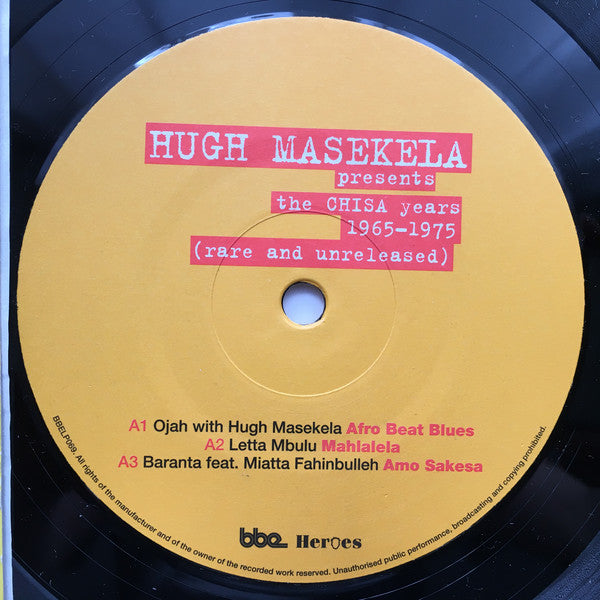 HUGH MASEKELA
presents
the CHISA years
1965-1975
(rare and unreleased)
A1 Ojah with Hugh Masekela Afro Beat Blues
A2 Letta Mbulu Mahlalela
A3 Baranta feat. Miatta Fahinbulleh Amo Sakesa
bbe Heroes
BBELP069. All rights of the manufacturer and of the owner of the recorded work reserved. Unauthorised public performance, broadcasting and copying prohibited.